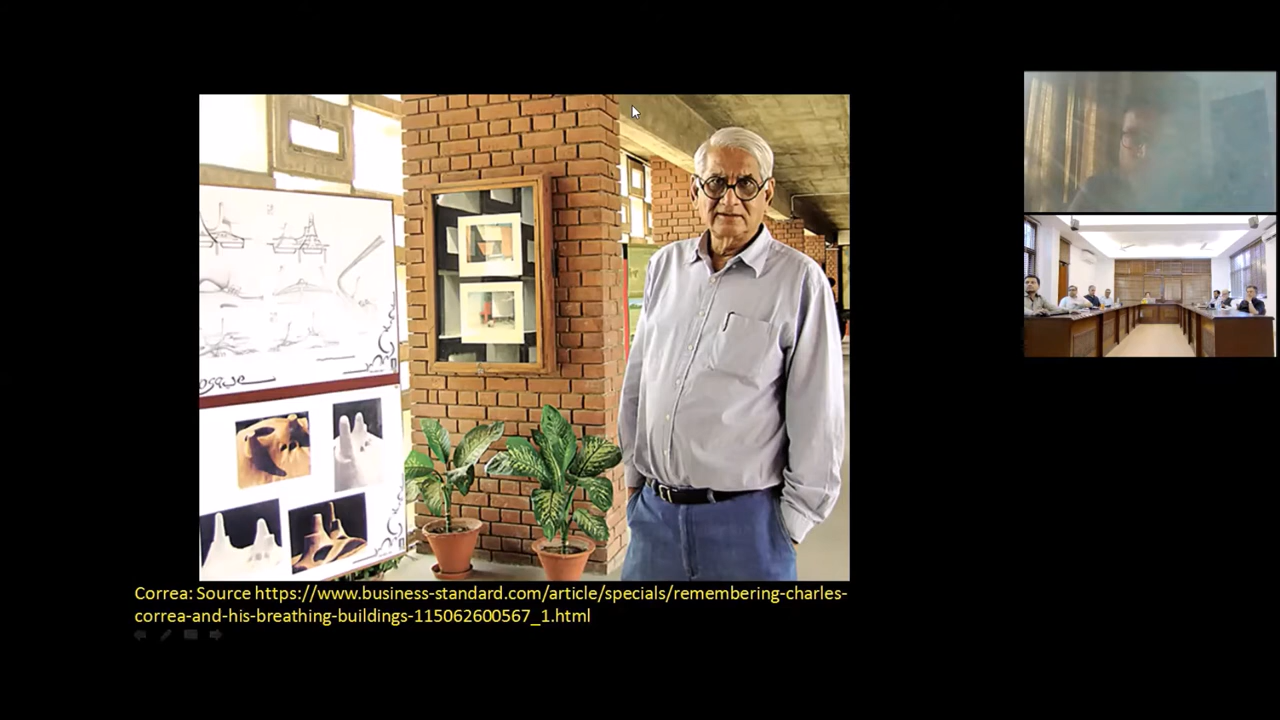 Correa: Source https://www.business-standard.com/article/specials/remembering-charles-
correa-and-his-breathing-buildings-115062600567_1.html